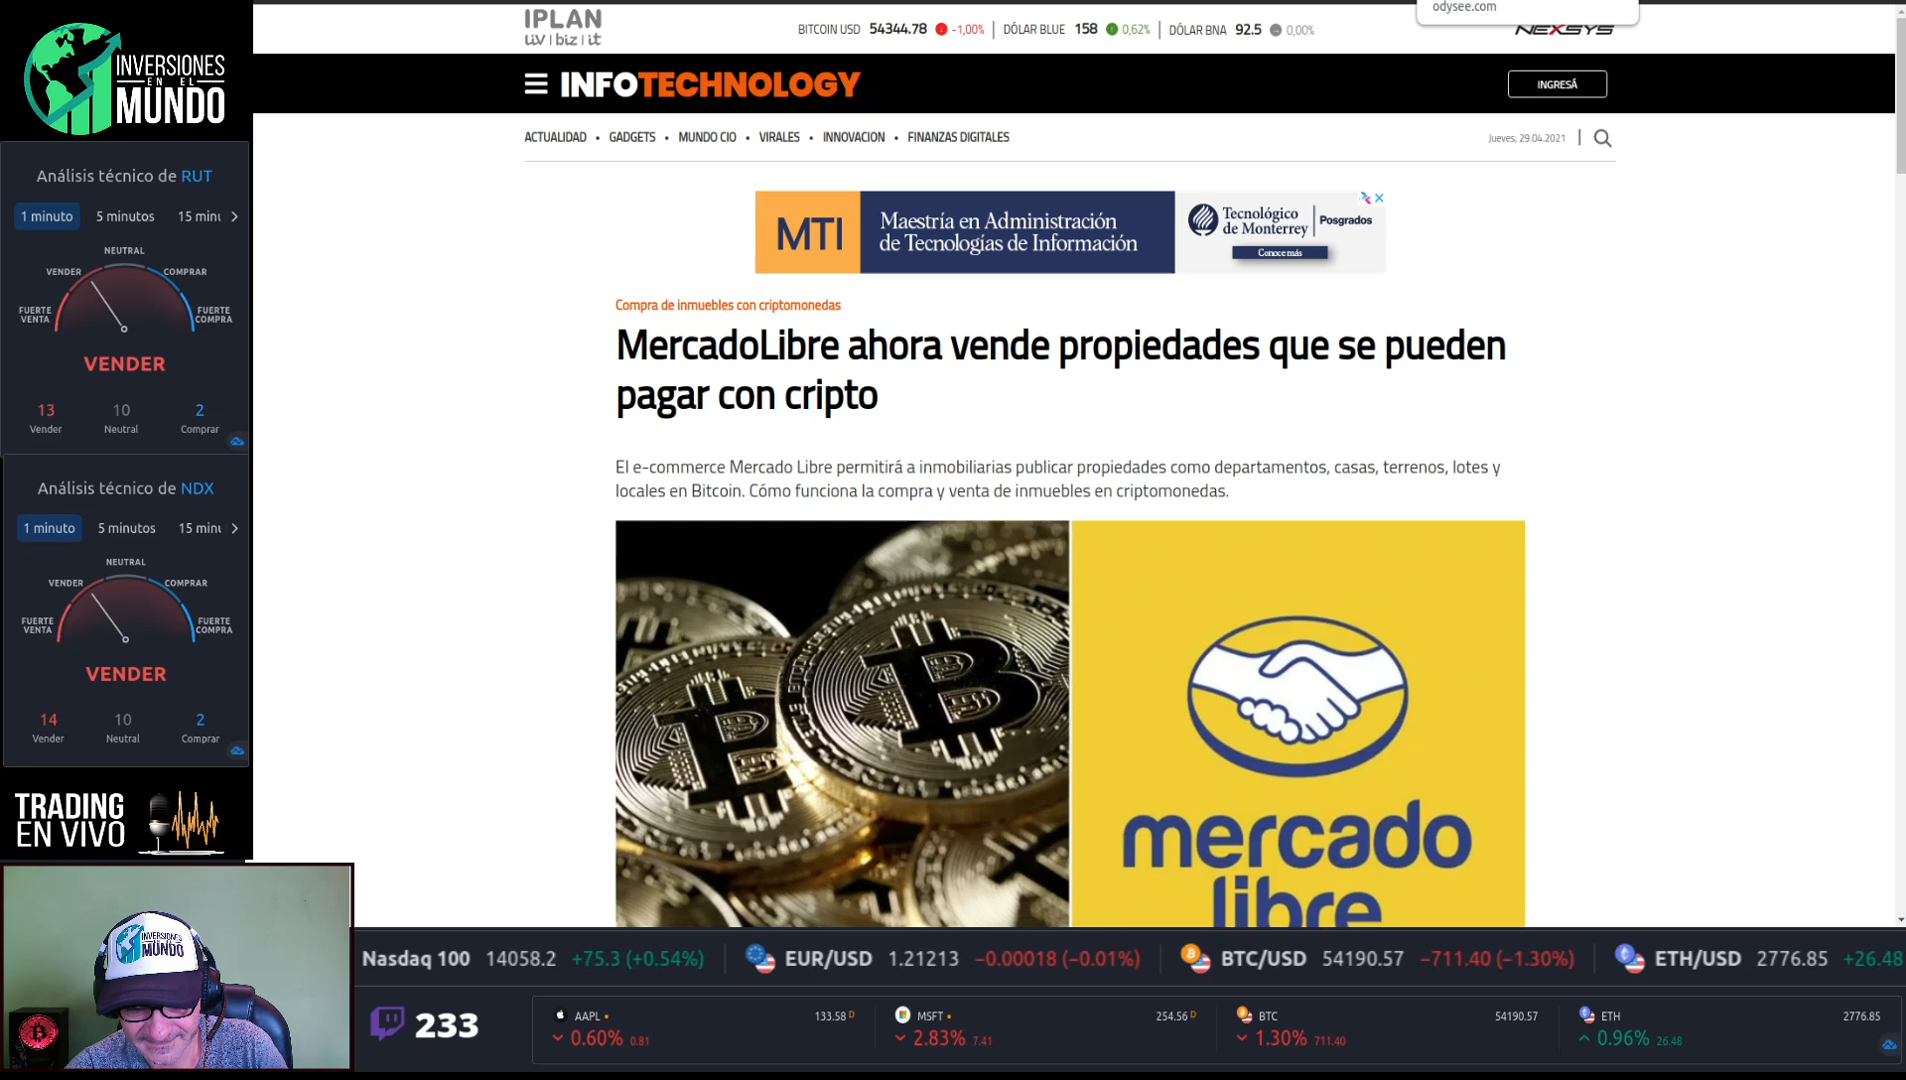 INVERSIONES
EN EL
MUNDO
Análisis técnico de RUT
1 minuto 5 minutos 15 minu
NEUTRAL
VENDER COMPRAR
FUERTE VENTA FUERTE COMPRA
VENDER
13 10 2
Vender Neutral Comprar
Análisis técnico de NDX
1 minuto 5 minutos 15 minu
NEUTRAL
VENDER COMPRAR
FUERTE VENTA FUERTE COMPRA
VENDER
14 10 2
Vender Neutral Comprar
TRADING
EN VIVO
INVERSIONES
MUNDO
odysee.com
IPLAN
liv | biz | it
BITCOIN USD 54344.78 -1,00% | DÓLAR BLUE 158 0,62% | DÓLAR BNA 92.5 0,00%
NEXSYS
INFOTECHNOLOGY
INGRESÁ
ACTUALIDAD • GADGETS • MUNDO CIO • VIRALES • INNOVACION • FINANZAS DIGITALES
Jueves, 29.04.2021
MTI
Maestría en Administración
de Tecnologías de Información
Tecnológico
de Monterrey
Posgrados
Conoce más
Compra de inmuebles con criptomonedas
MercadoLibre ahora vende propiedades que se pueden
pagar con cripto
El e-commerce Mercado Libre permitirá a inmobiliarias publicar propiedades como departamentos, casas, terrenos, lotes y
locales en Bitcoin. Cómo funciona la compra y venta de inmuebles en criptomonedas.
mercado
libre
Nasdaq 100 14058.2 +75.3 (+0.54%) EUR/USD 1.21213 −0.00018 (−0.01%) BTC/USD 54190.57 −711.40 (−1.30%) ETH/USD 2776.85 +26.48
233
AAPL 133.58 D
0.60% 0.81
MSFT 254.56 D
2.83% 7.41
BTC 54190.57
1.30% 711.40
ETH 2776.85
0.96% 26.48